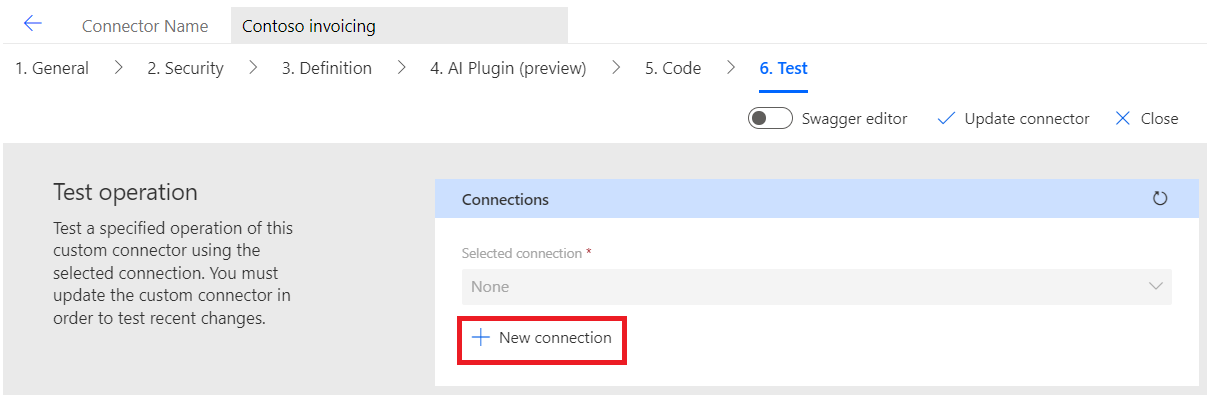 Connector Name Contoso invoicing
1. General 2. Security 3. Definition 4. AI Plugin (preview) 5. Code 6. Test
Swagger editor Update connector Close
Test operation
Test a specified operation of this
custom connector using the
selected connection. You must
update the custom connector in
order to test recent changes.
Connections
Selected connection *
None
New connection